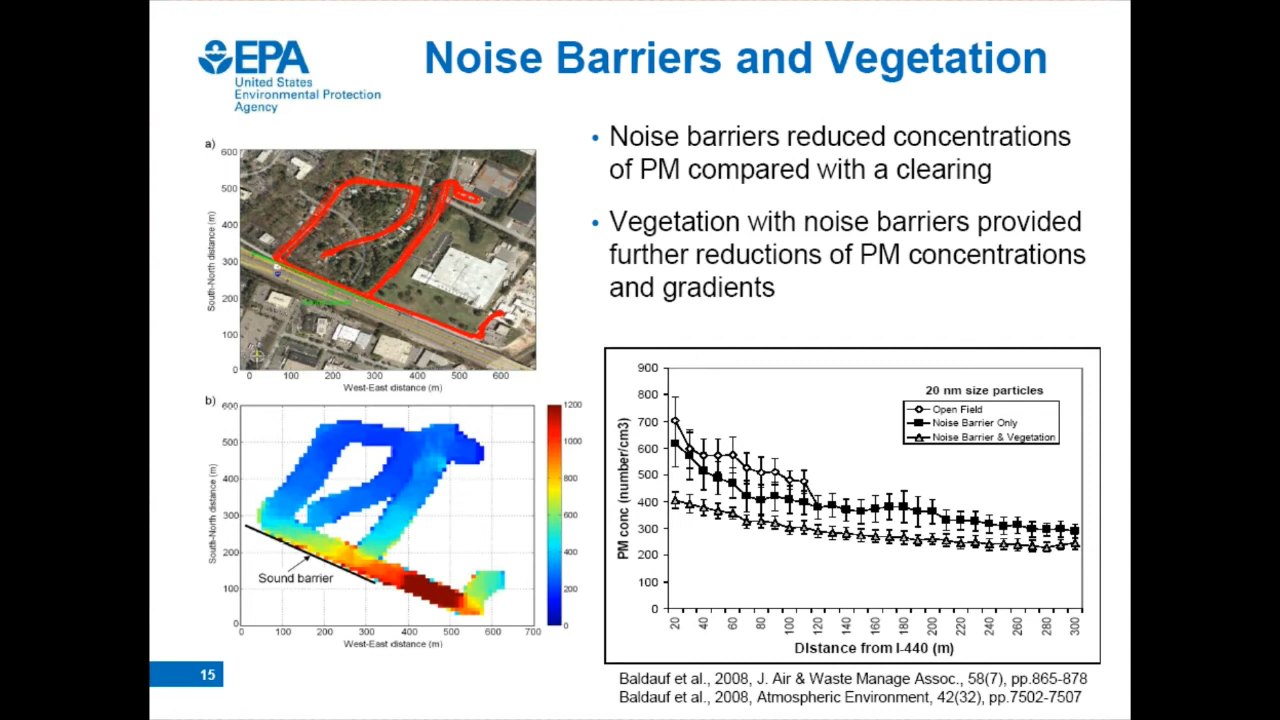 EPA
United States
Environmental Protection
Agency
Noise Barriers and Vegetation
• Noise barriers reduced concentrations
of PM compared with a clearing
• Vegetation with noise barriers provided
further reductions of PM concentrations
and gradients
a)
600
500
400
300
200
100
0
South-North distance (m)
0 100 200 300 400 500 600
West-East distance (m)
b)
600
500
400
300
200
100
0
South-North distance (m)
Sound barrier
0 100 200 300 400 500 600 700
West-East distance (m)
1200
1000
800
600
400
200
0
900
800
700
600
500
400
300
200
100
0
PM conc (number/cm3)
20 nm size particles
Open Field
Noise Barrier Only
Noise Barrier & Vegetation
20 40 60 80 100 120 140 160 180 200 220 240 260 280 300
Distance from I-440 (m)
Baldauf et al., 2008, J. Air & Waste Manage Assoc., 58(7), pp.865-878
Baldauf et al., 2008, Atmospheric Environment, 42(32), pp.7502-7507
15